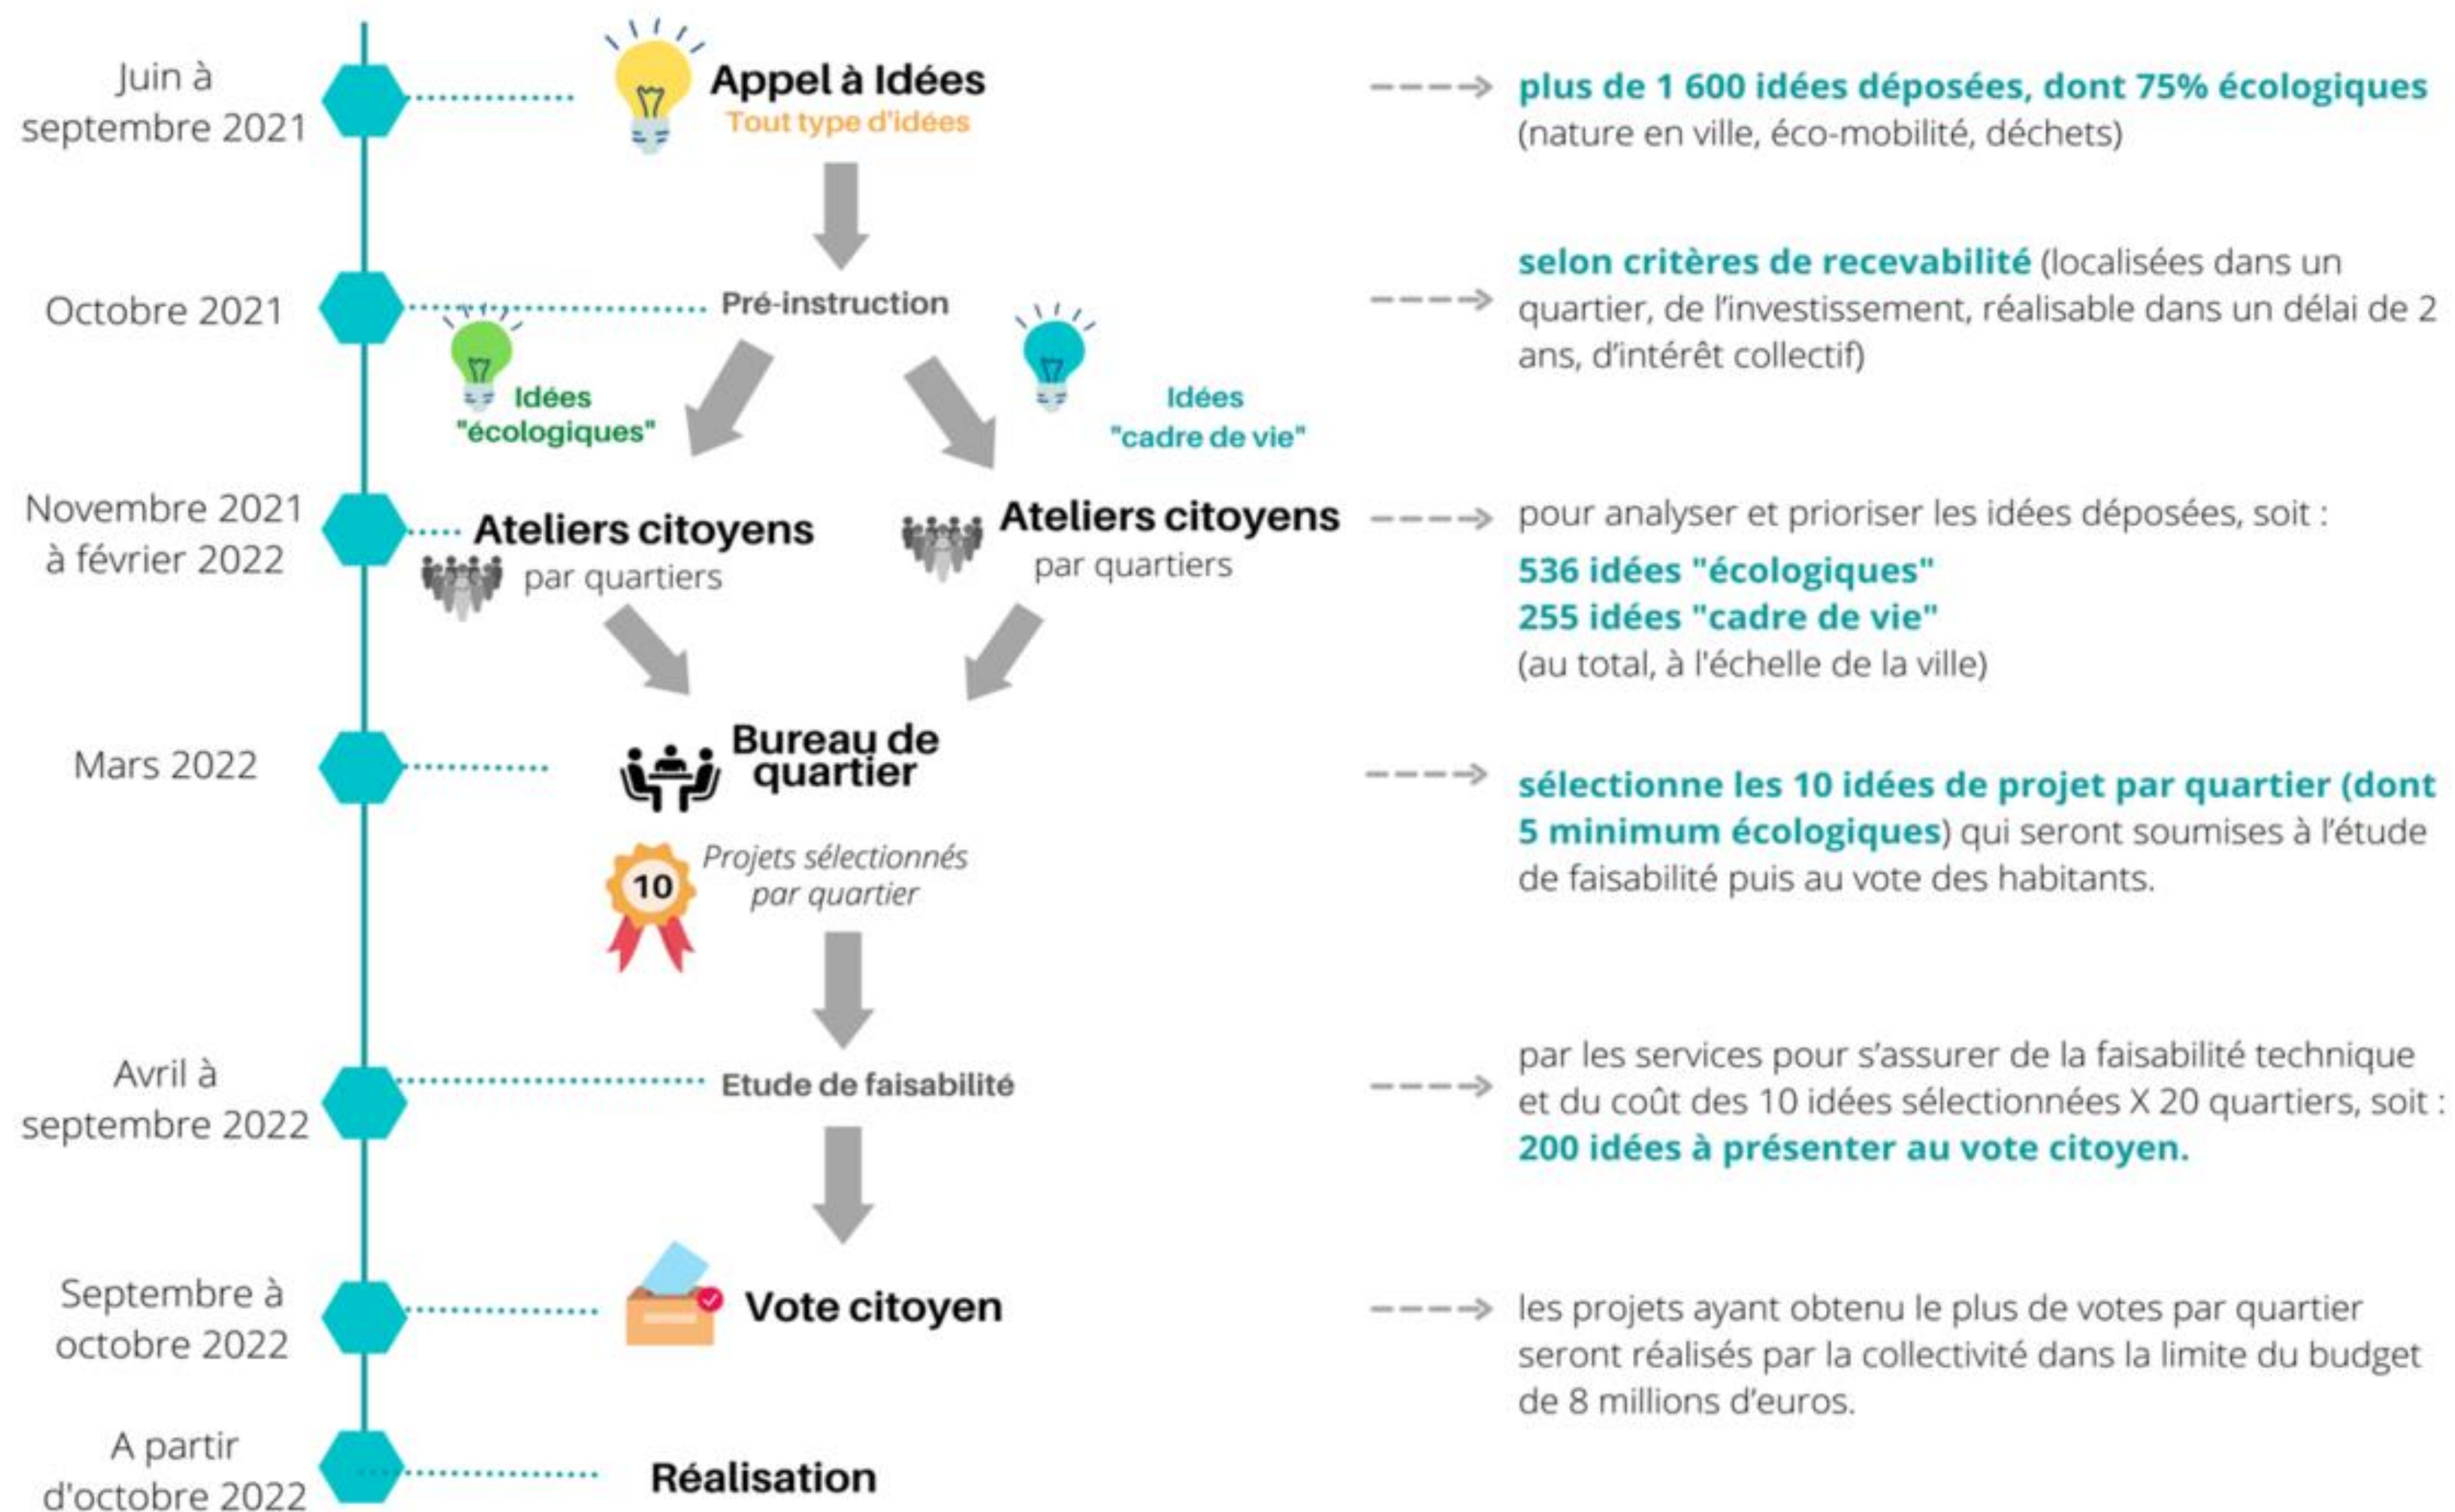 Juin à
septembre 2021
Appel à Idées
Tout type d'idées
plus de 1 600 idées déposées, dont 75% écologiques
(nature en ville, éco-mobilité, déchets)
Octobre 2021
Pré-instruction
selon critères de recevabilité (localisées dans un
quartier, de l'investissement, réalisable dans un délai de 2
ans, d'intérêt collectif)
Idées
"écologiques"
Idées
"cadre de vie"
Novembre 2021
à février 2022
Ateliers citoyens
par quartiers
Ateliers citoyens
par quartiers
pour analyser et prioriser les idées déposées, soit :
536 idées "écologiques"
255 idées "cadre de vie"
(au total, à l'échelle de la ville)
Mars 2022
Bureau de
quartier
10
Projets sélectionnés
par quartier
sélectionne les 10 idées de projet par quartier (dont
5 minimum écologiques) qui seront soumises à l'étude
de faisabilité puis au vote des habitants.
Avril à
septembre 2022
Etude de faisabilité
par les services pour s'assurer de la faisabilité technique
et du coût des 10 idées sélectionnées X 20 quartiers, soit :
200 idées à présenter au vote citoyen.
Septembre à
octobre 2022
Vote citoyen
les projets ayant obtenu le plus de votes par quartier
seront réalisés par la collectivité dans la limite du budget
de 8 millions d'euros.
A partir
d'octobre 2022
Réalisation